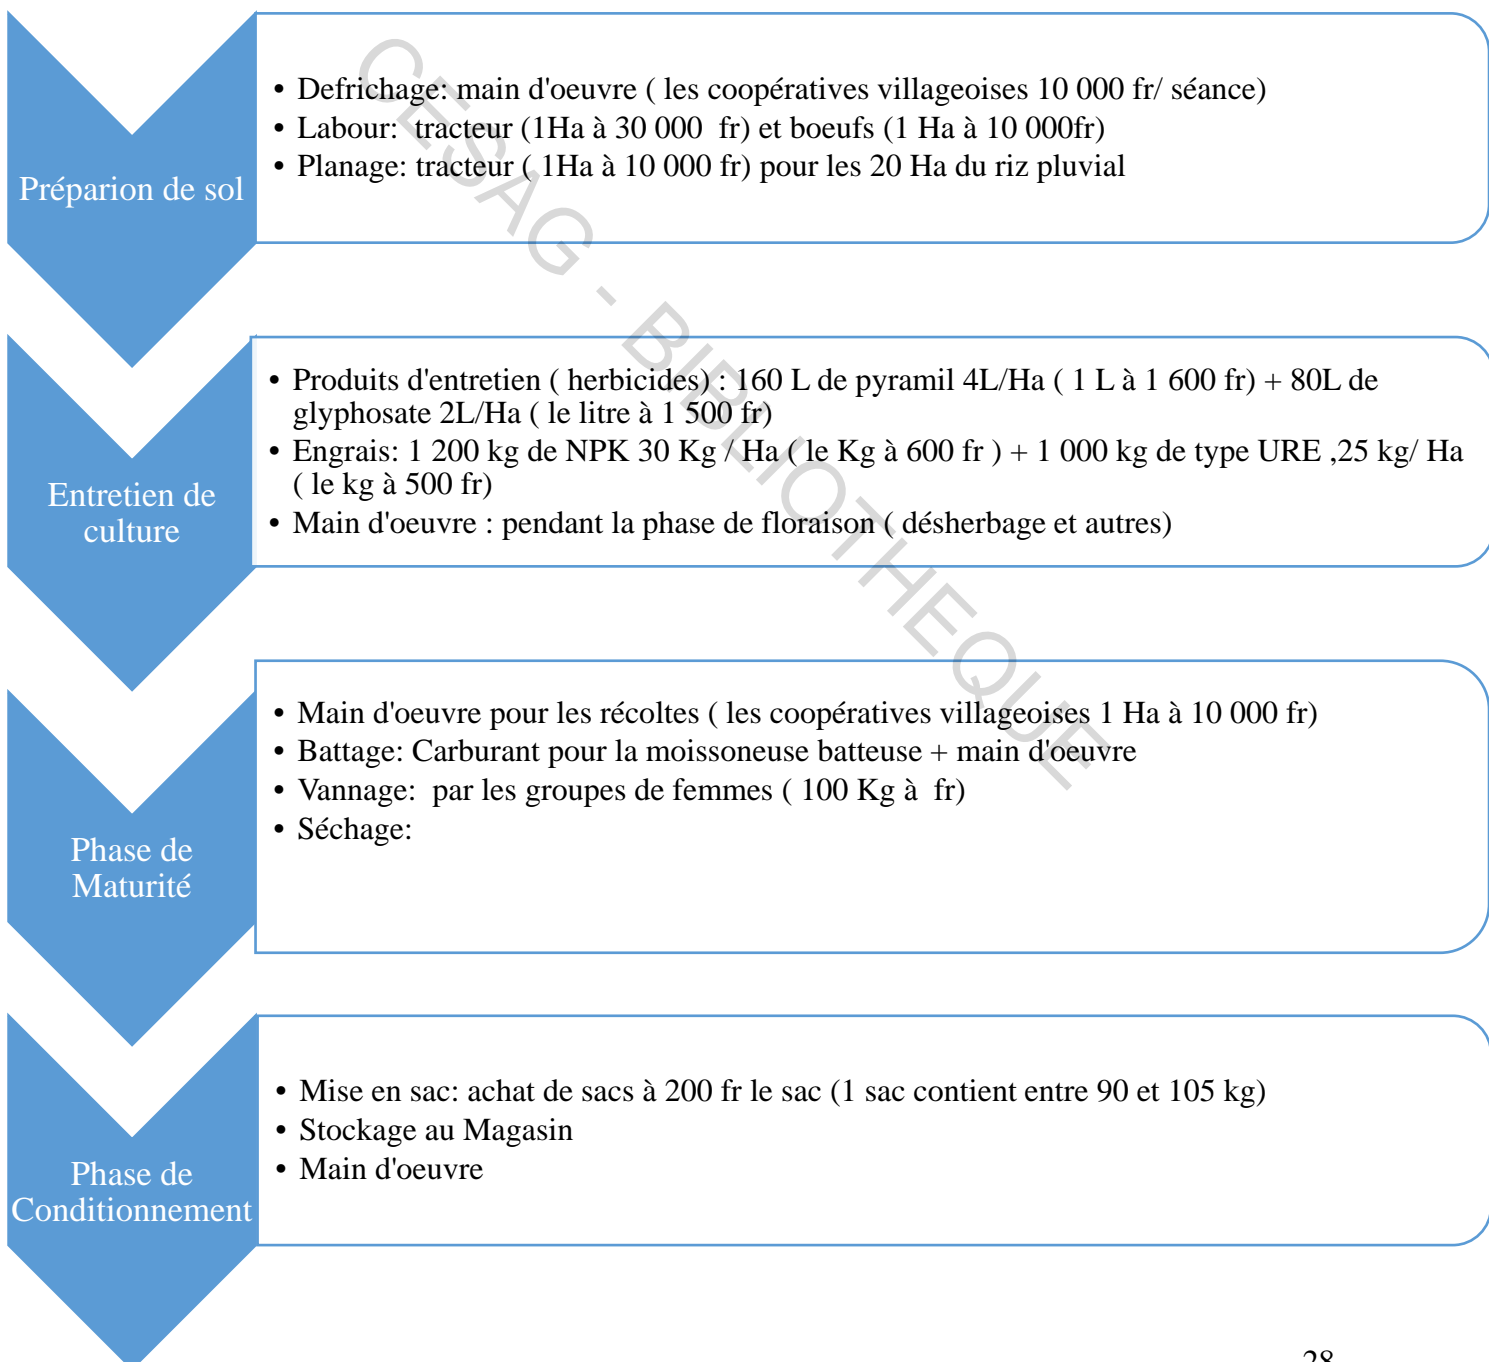 Préparion de sol
• Defrichage: main d'oeuvre ( les coopératives villageoises 10 000 fr/ séance)
• Labour:  tracteur (1Ha à 30 000  fr) et boeufs (1 Ha à 10 000fr)
• Planage: tracteur ( 1Ha à 10 000 fr) pour les 20 Ha du riz pluvial
Entretien de
culture
• Produits d'entretien ( herbicides) : 160 L de pyramil 4L/Ha ( 1 L à 1 600 fr) + 80L de
glyphosate 2L/Ha ( le litre à 1 500 fr)
• Engrais: 1 200 kg de NPK 30 Kg / Ha ( le Kg à 600 fr ) + 1 000 kg de type URE ,25 kg/ Ha
( le kg à 500 fr)
• Main d'oeuvre : pendant la phase de floraison ( désherbage et autres)
Phase de
Maturité
• Main d'oeuvre pour les récoltes ( les coopératives villageoises 1 Ha à 10 000 fr)
• Battage: Carburant pour la moissoneuse batteuse + main d'oeuvre
• Vannage:  par les groupes de femmes ( 100 Kg à  fr)
• Séchage:
Phase de
Conditionnement
• Mise en sac: achat de sacs à 200 fr le sac (1 sac contient entre 90 et 105 kg)
• Stockage au Magasin
• Main d'oeuvre
CESAG - BIBLIOTHEQUE
28